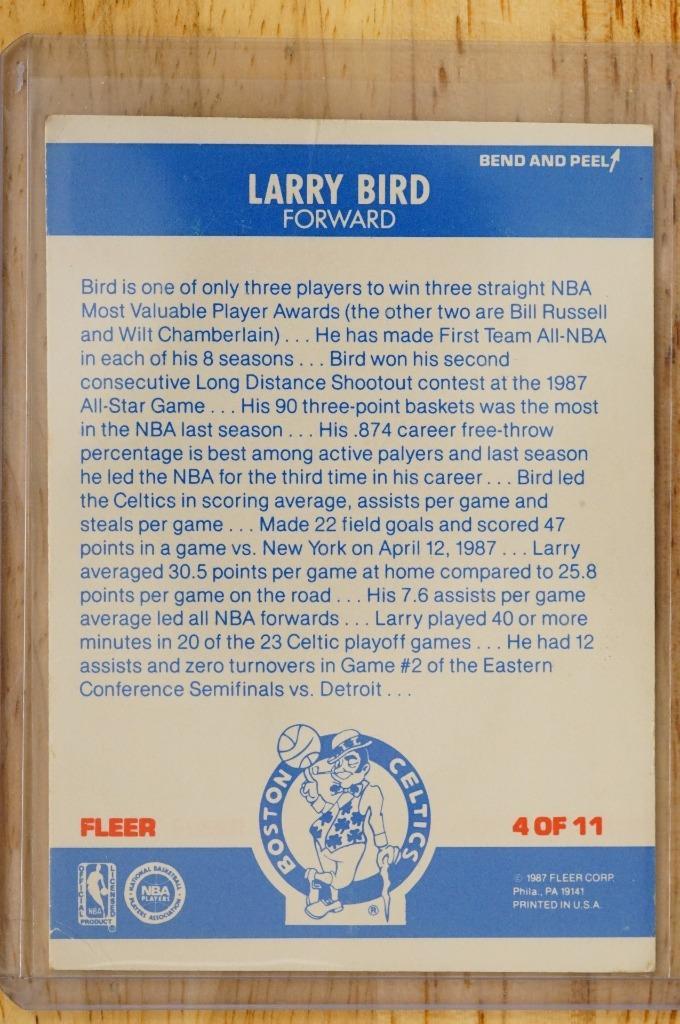 BEND AND PEEL
LARRY BIRD
FORWARD
Bird is one of only three players to win three straight NBA
Most Valuable Player Awards (the other two are Bill Russell
and Wilt Chamberlain) . . . He has made First Team All-NBA
in each of his 8 seasons . . . Bird won his second
consecutive Long Distance Shootout contest at the 1987
All-Star Game . . . His 90 three-point baskets was the most
in the NBA last season . . . His .874 career free-throw
percentage is best among active palyers and last season
he led the NBA for the third time in his career . . . Bird led
the Celtics in scoring average, assists per game and
steals per game . . . Made 22 field goals and scored 47
points in a game vs. New York on April 12, 1987 . . . Larry
averaged 30.5 points per game at home compared to 25.8
points per game on the road . . . His 7.6 assists per game
average led all NBA forwards . . . Larry played 40 or more
minutes in 20 of the 23 Celtic playoff games . . . He had 12
assists and zero turnovers in Game #2 of the Eastern
Conference Semifinals vs. Detroit . . .
BOSTON CELTICS
®
FLEER
4 OF 11
OFFICIAL LICENSED
NBA
PRODUCT
®
NATIONAL BASKETBALL
NBA
PLAYERS
PLAYERS ASSOCIATION
© 1987 FLEER CORP.
Phila., PA 19141
PRINTED IN U.S.A.